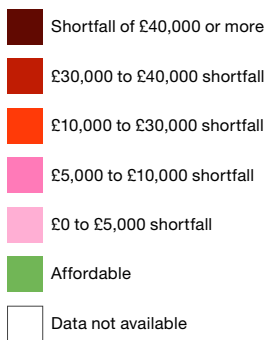 Shortfall of £40,000 or more
£30,000 to £40,000 shortfall
£10,000 to £30,000 shortfall
£5,000 to £10,000 shortfall
£0 to £5,000 shortfall
Affordable
Data not available